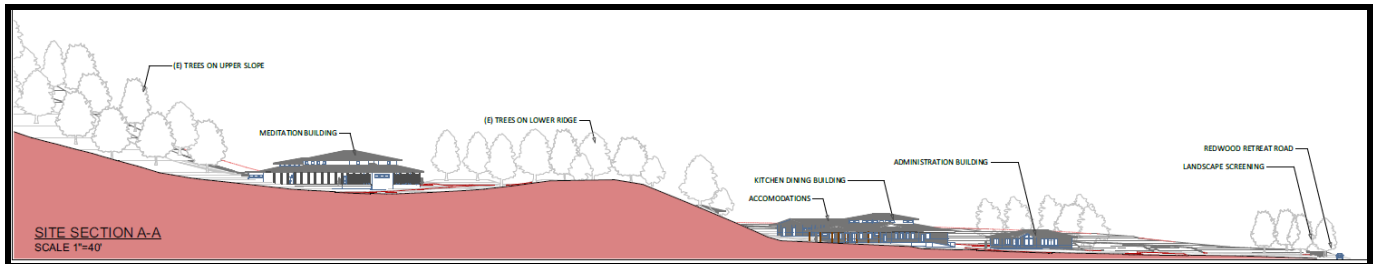 (E) TREES ON UPPER SLOPE
MEDITATION BUILDING
(E) TREES ON LOWER RIDGE
REDWOOD RETREAT ROAD
ADMINISTRATION BUILDING
LANDSCAPE SCREENING
KITCHEN DINING BUILDING
ACCOMODATIONS
SITE SECTION A-A
SCALE 1"=40'